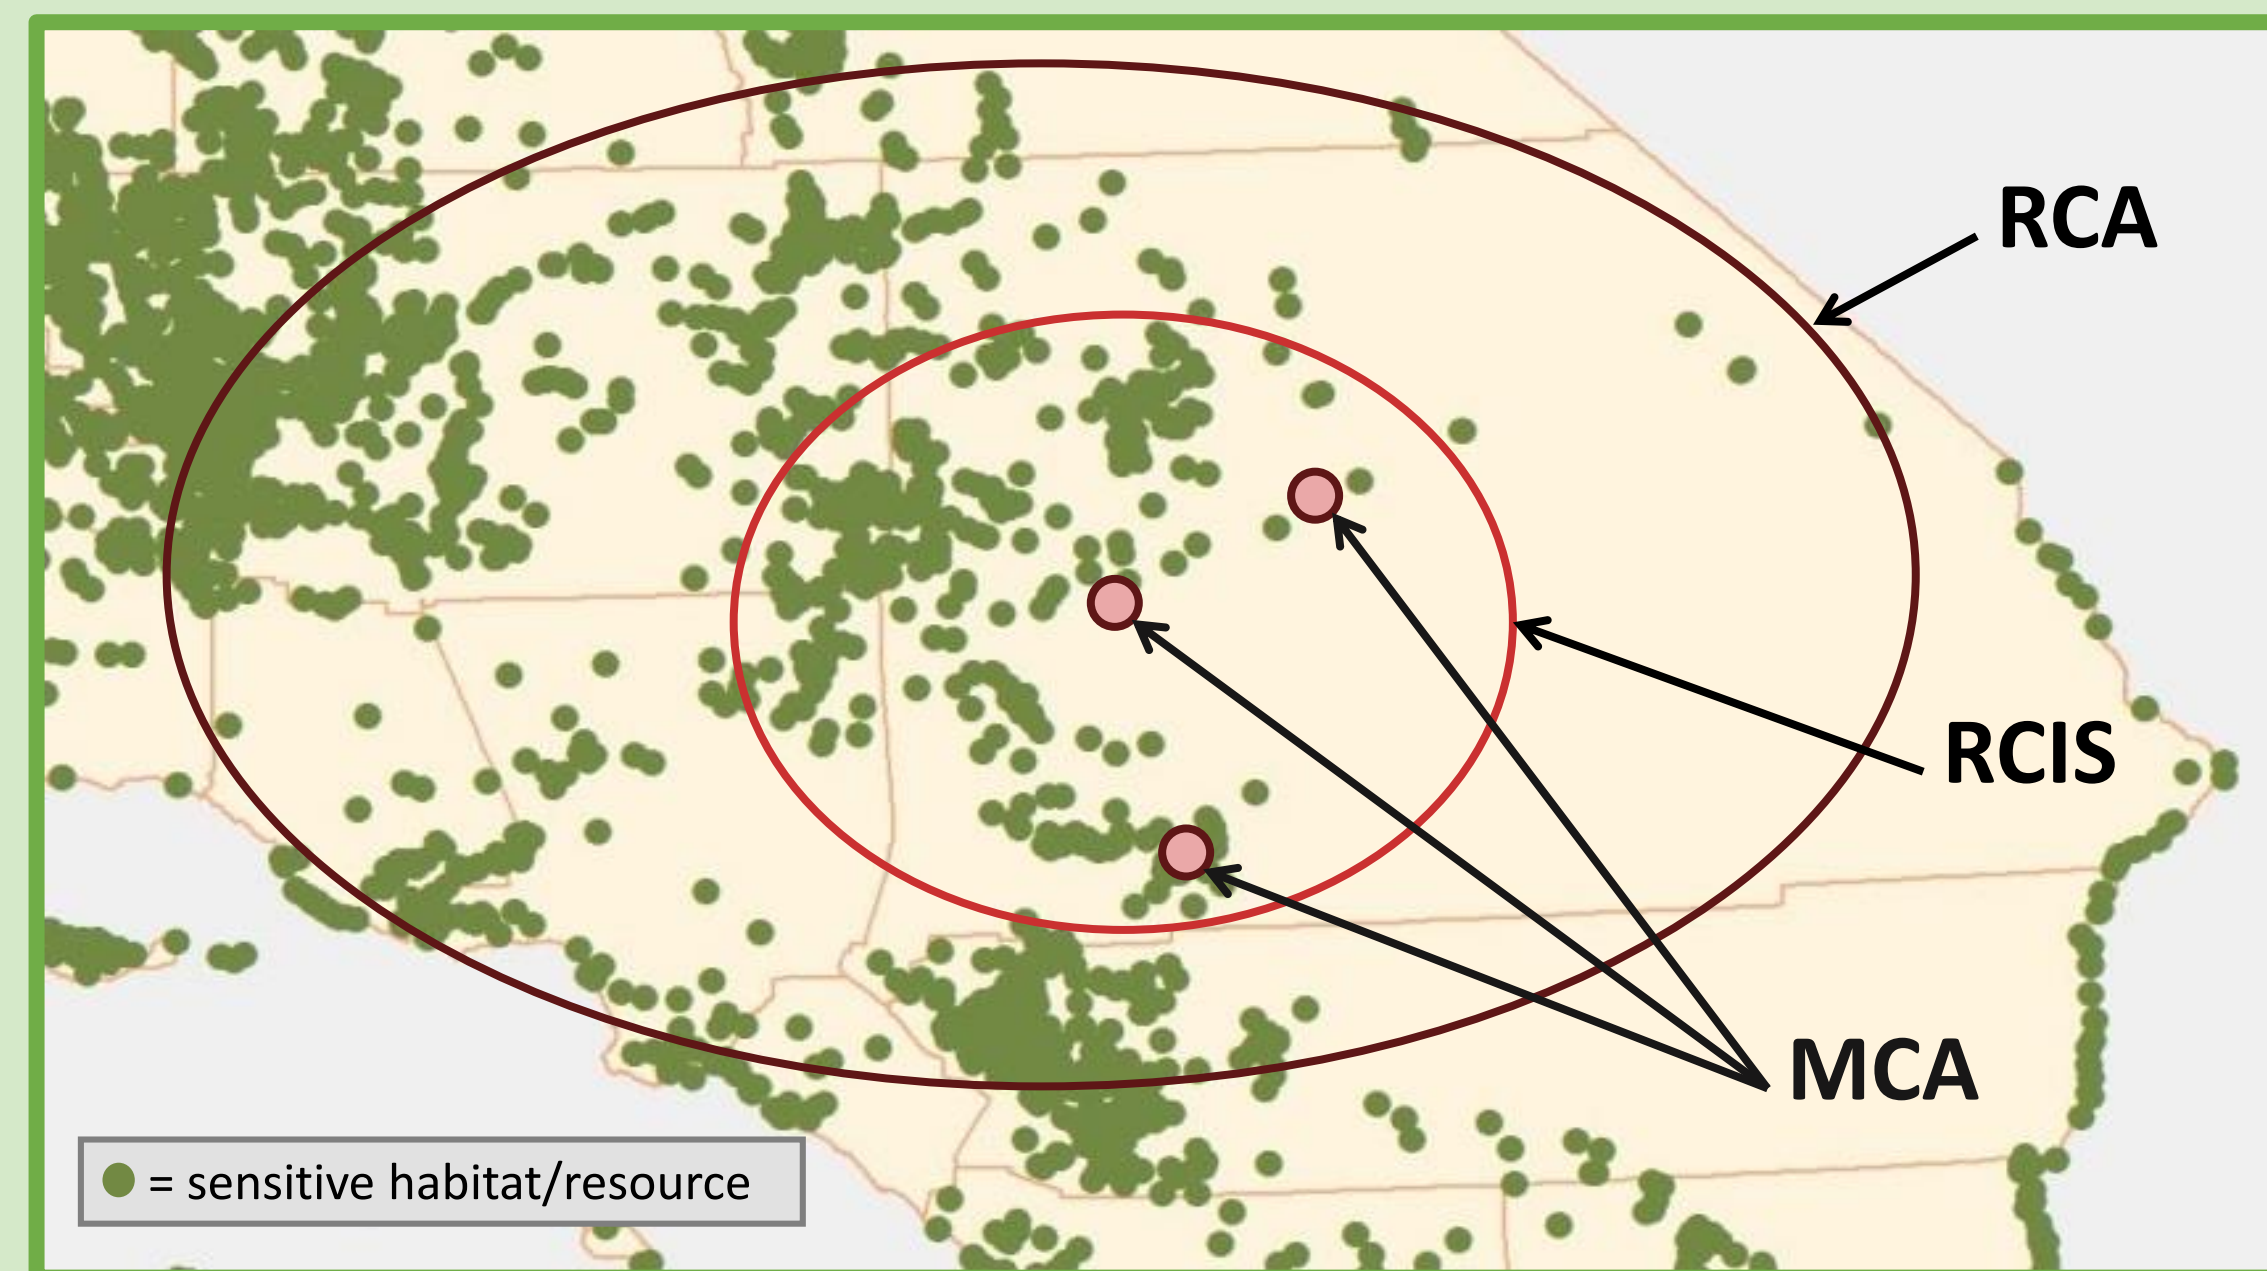 RCA
RCIS
MCA
= sensitive habitat/resource